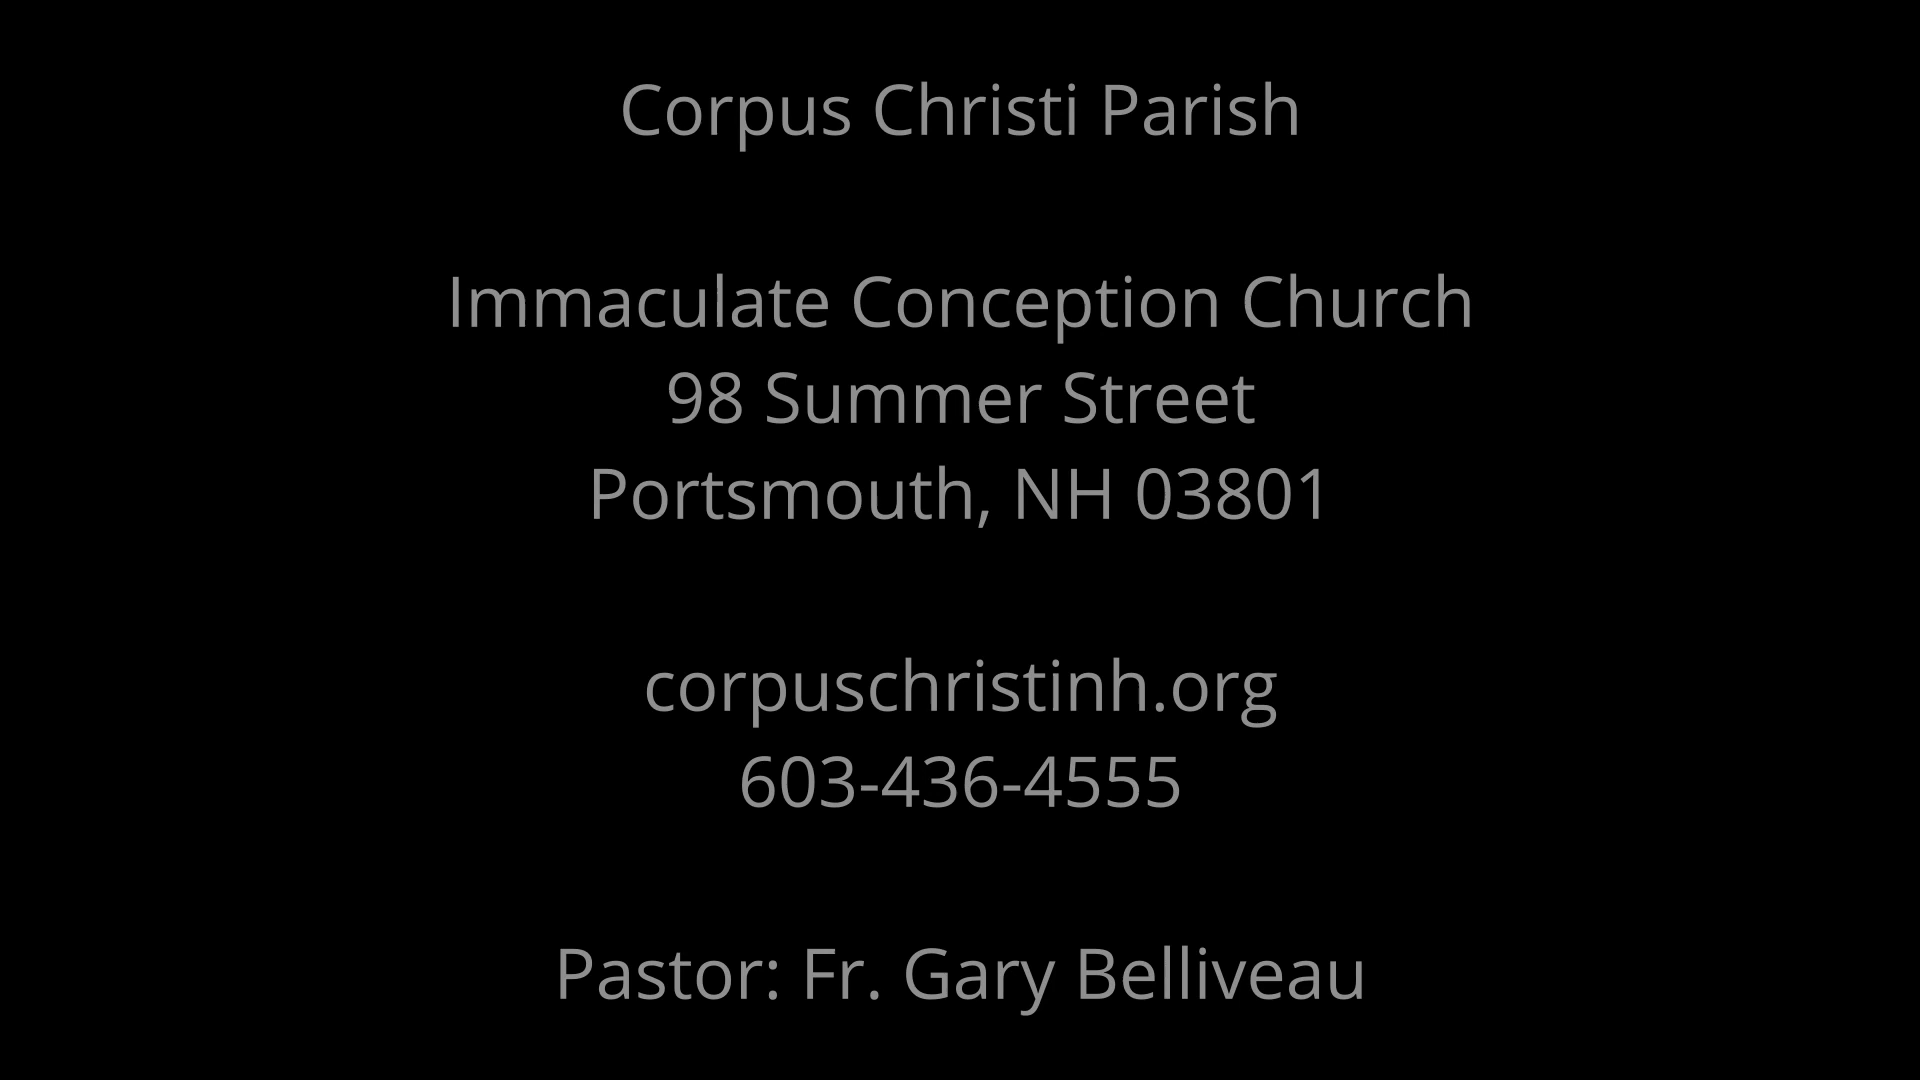 Corpus Christi Parish
Immaculate Conception Church
98 Summer Street
Portsmouth, NH 03801
corpuschristinh.org
603-436-4555
Pastor: Fr. Gary Belliveau